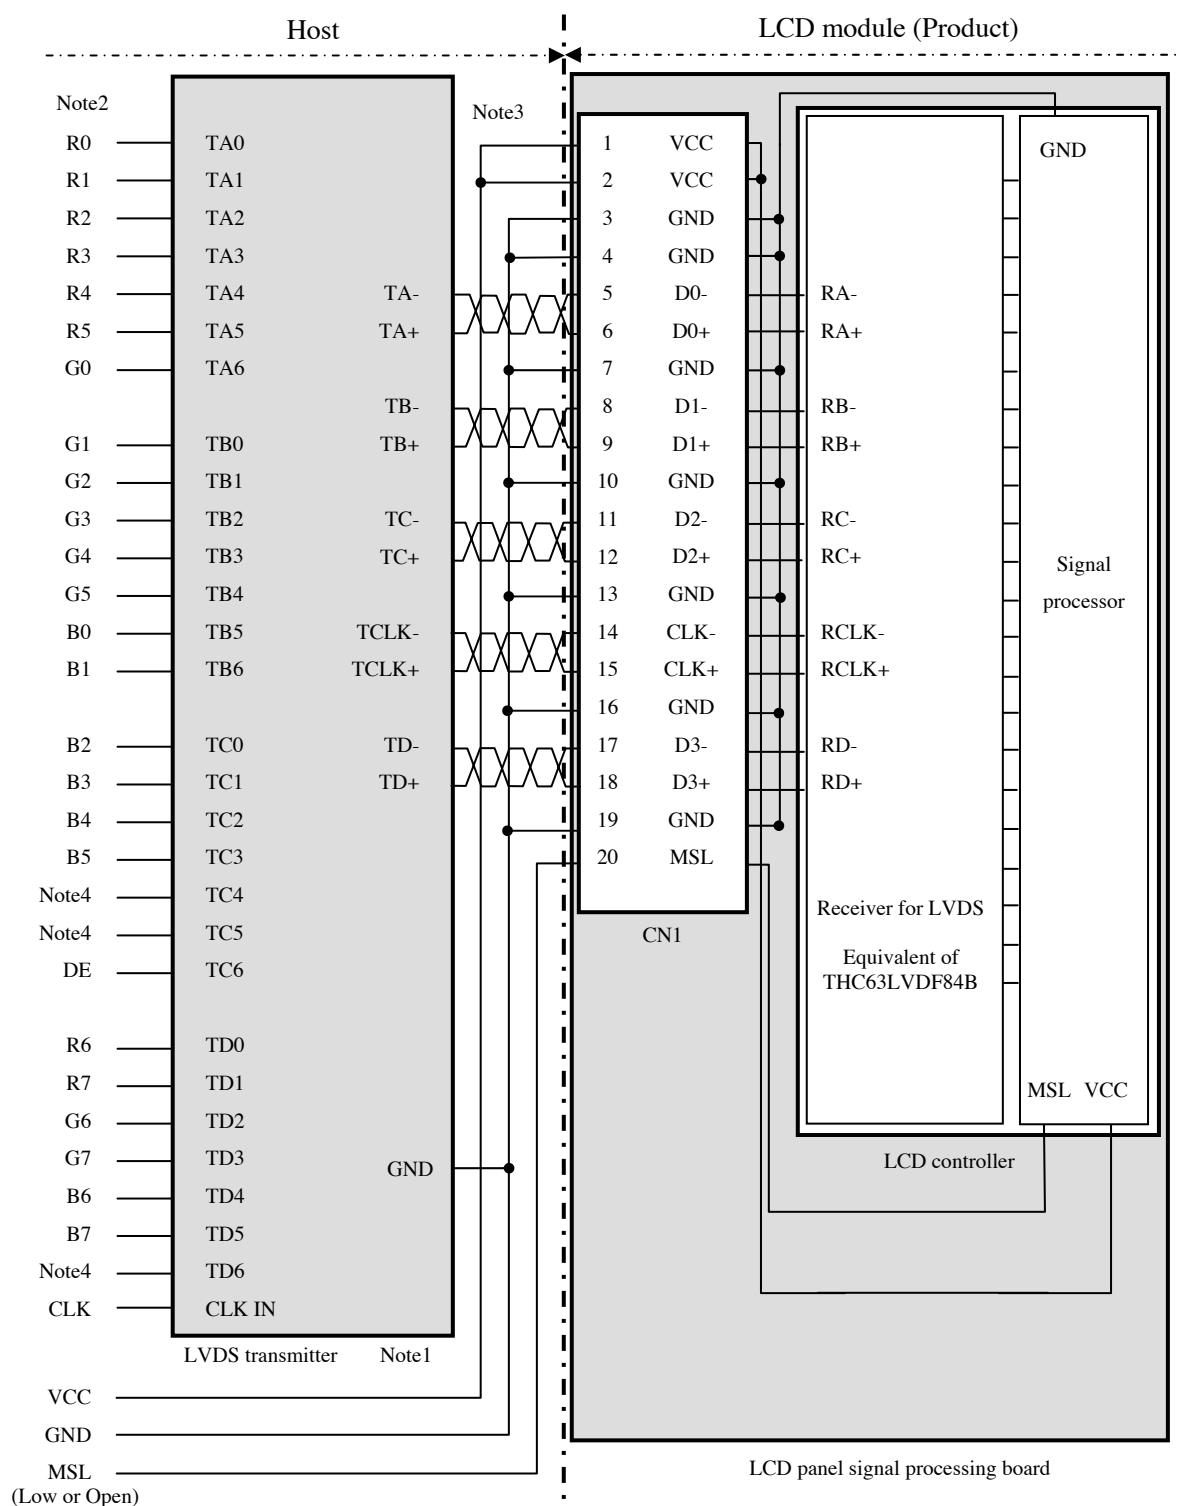 Host
LCD module (Product)
Note2
Note3
R0 TA0
R1 TA1
R2 TA2
R3 TA3
R4 TA4 TA-
R5 TA5 TA+
G0 TA6
TB-
G1 TB0 TB+
G2 TB1
G3 TB2 TC-
G4 TB3 TC+
G5 TB4
B0 TB5 TCLK-
B1 TB6 TCLK+
B2 TC0 TD-
B3 TC1 TD+
B4 TC2
B5 TC3
Note4 TC4
Note4 TC5
DE TC6
R6 TD0
R7 TD1
G6 TD2
G7 TD3
GND
B6 TD4
B7 TD5
Note4 TD6
CLK CLK IN
LVDS transmitter Note1
VCC
GND
MSL
(Low or Open)
1 VCC
2 VCC
3 GND
4 GND
5 D0- RA-
6 D0+ RA+
7 GND
8 D1- RB-
9 D1+ RB+
10 GND
11 D2- RC-
12 D2+ RC+
13 GND
14 CLK- RCLK-
15 CLK+ RCLK+
16 GND
17 D3- RD-
18 D3+ RD+
19 GND
20 MSL
CN1
Receiver for LVDS
Equivalent of
THC63LVDF84B
GND
Signal
processor
MSL VCC
LCD controller
LCD panel signal processing board